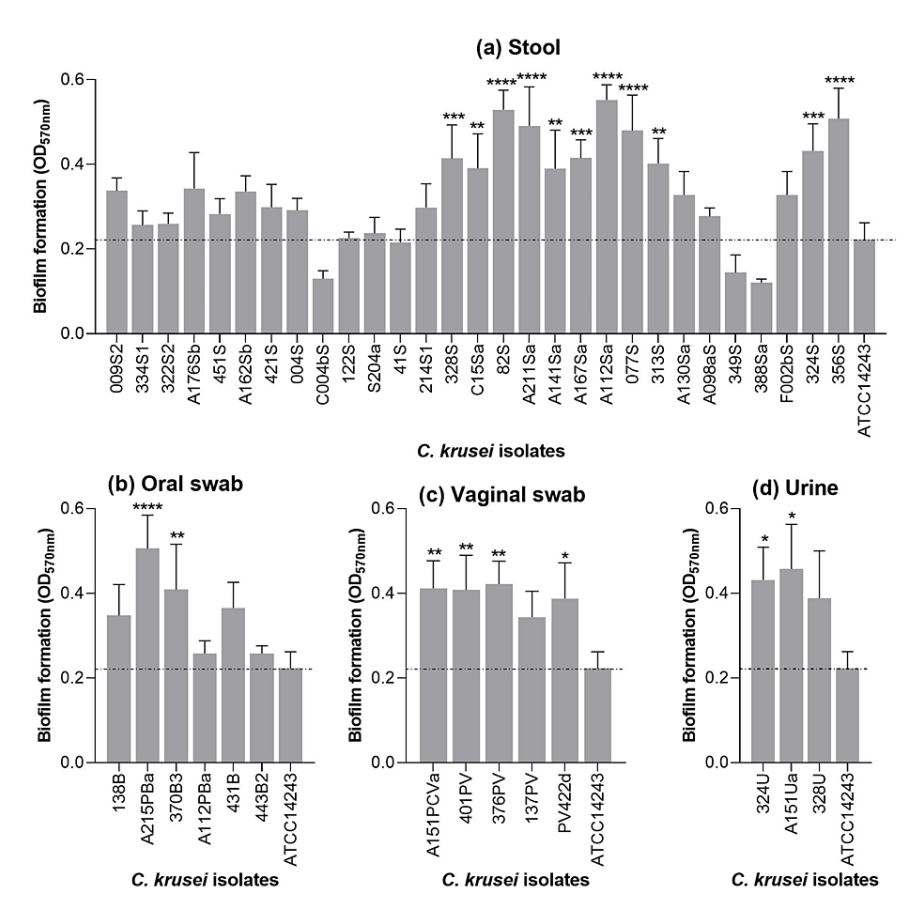 (a) Stool
Biofilm formation (OD570nm)
0.6
0.4
0.2
0.0
*** ** **** **** ** *** **** **** ** *** ****
009S2 334S1 322S2 A176Sb 451S A162Sb 421S 004S C004bS 122S S204a 41S 214S1 328S C15Sa 82S A211Sa A141Sa A167Sa A112Sa 077S 313S A130Sa A098aS 349S 388Sa F002bS 324S 356S ATCC14243
C. krusei isolates
(b) Oral swab
Biofilm formation (OD570nm)
0.6
0.4
0.2
0.0
**** **
138B A215PBa 370B3 A112PBa 431B 443B2 ATCC14243
C. krusei isolates
(c) Vaginal swab
Biofilm formation (OD570nm)
0.6
0.4
0.2
0.0
** ** ** *
A151PCVa 401PV 376PV 137PV PV422d ATCC14243
C. krusei isolates
(d) Urine
Biofilm formation (OD570nm)
0.6
0.4
0.2
0.0
* *
324U A151Ua 328U ATCC14243
C. krusei isolates